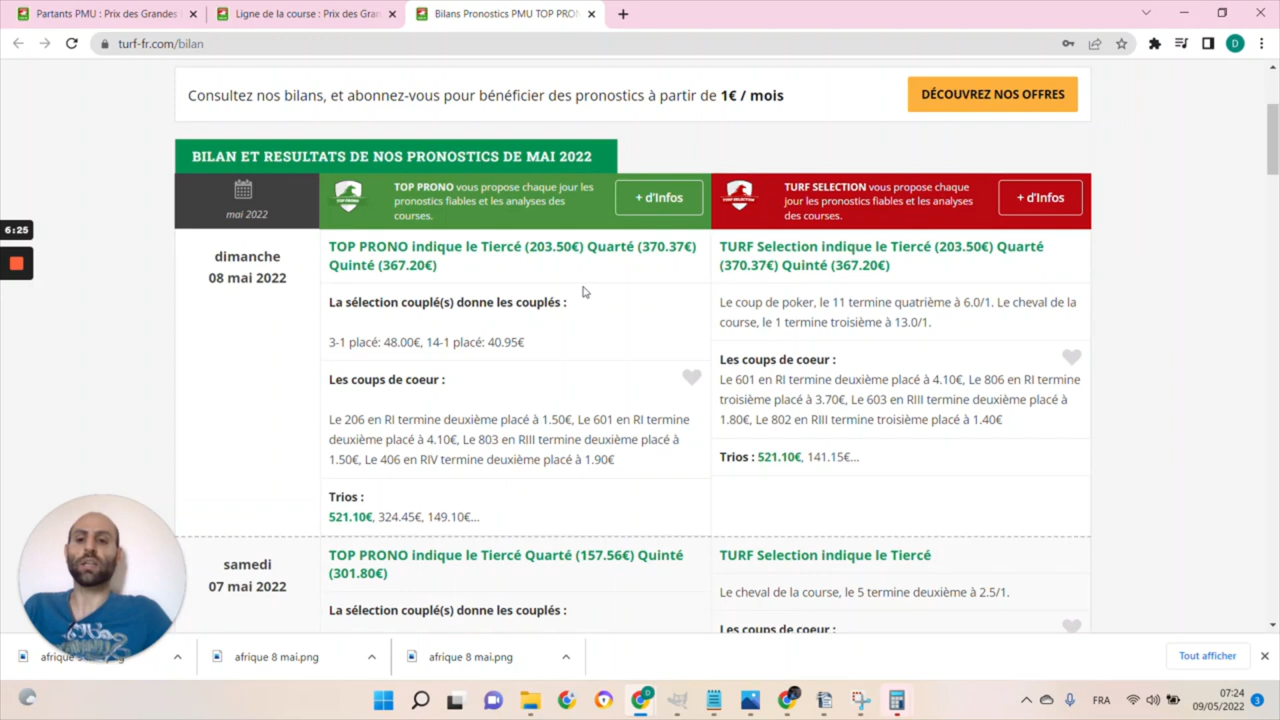 Partants PMU : Prix des Grandes
Ligne de la course : Prix des Gran
Bilans Pronostics PMU TOP PRON
turf-fr.com/bilan
D
Consultez nos bilans, et abonnez-vous pour bénéficier des pronostics à partir de 1€ / mois
DÉCOUVREZ NOS OFFRES
BILAN ET RESULTATS DE NOS PRONOSTICS DE MAI 2022
mai 2022
TOP PRONO
TOP PRONO vous propose chaque jour les
pronostics fiables et les analyses des
courses.
+ d'Infos
TURF SELECTION vous propose chaque
jour les pronostics fiables et les analyses
des courses.
+ d'Infos
6:25
dimanche
08 mai 2022
TOP PRONO indique le Tiercé (203.50€) Quarté (370.37€)
Quinté (367.20€)
La sélection couplé(s) donne les couplés :
3-1 placé: 48.00€, 14-1 placé: 40.95€
Les coups de coeur :
Le 206 en RI termine deuxième placé à 1.50€, Le 601 en RI termine
deuxième placé à 4.10€, Le 803 en RIII termine deuxième placé à
1.50€, Le 406 en RIV termine deuxième placé à 1.90€
Trios :
521.10€, 324.45€, 149.10€...
TURF Selection indique le Tiercé (203.50€) Quarté
(370.37€) Quinté (367.20€)
Le coup de poker, le 11 termine quatrième à 6.0/1. Le cheval de la
course, le 1 termine troisième à 13.0/1.
Les coups de coeur :
Le 601 en RI termine deuxième placé à 4.10€, Le 806 en RI termine
troisième placé à 3.70€, Le 603 en RIII termine deuxième placé à
1.80€, Le 802 en RIII termine troisième placé à 1.40€
Trios : 521.10€, 141.15€...
samedi
07 mai 2022
TOP PRONO indique le Tiercé Quarté (157.56€) Quinté
(301.80€)
La sélection couplé(s) donne les couplés :
TURF Selection indique le Tiercé
Le cheval de la course, le 5 termine deuxième à 2.5/1.
Les coups de coeur :
afrique 8 mai.png
afrique 8 mai.png
Tout afficher
FRA
07:24
09/05/2022
3